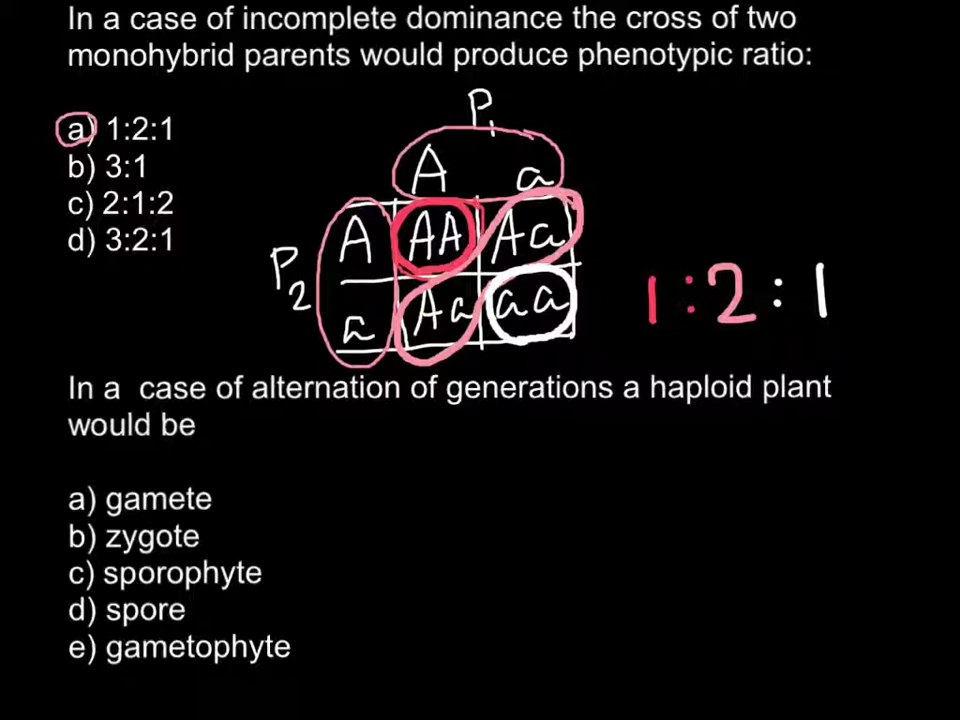 In a case of incomplete dominance the cross of two
monohybrid parents would produce phenotypic ratio:
a) 1:2:1
b) 3:1
c) 2:1:2
d) 3:2:1
P1
A a
P2
A AA Aa
a Aa aa
1:2:1
In a case of alternation of generations a haploid plant
would be
a) gamete
b) zygote
c) sporophyte
d) spore
e) gametophyte